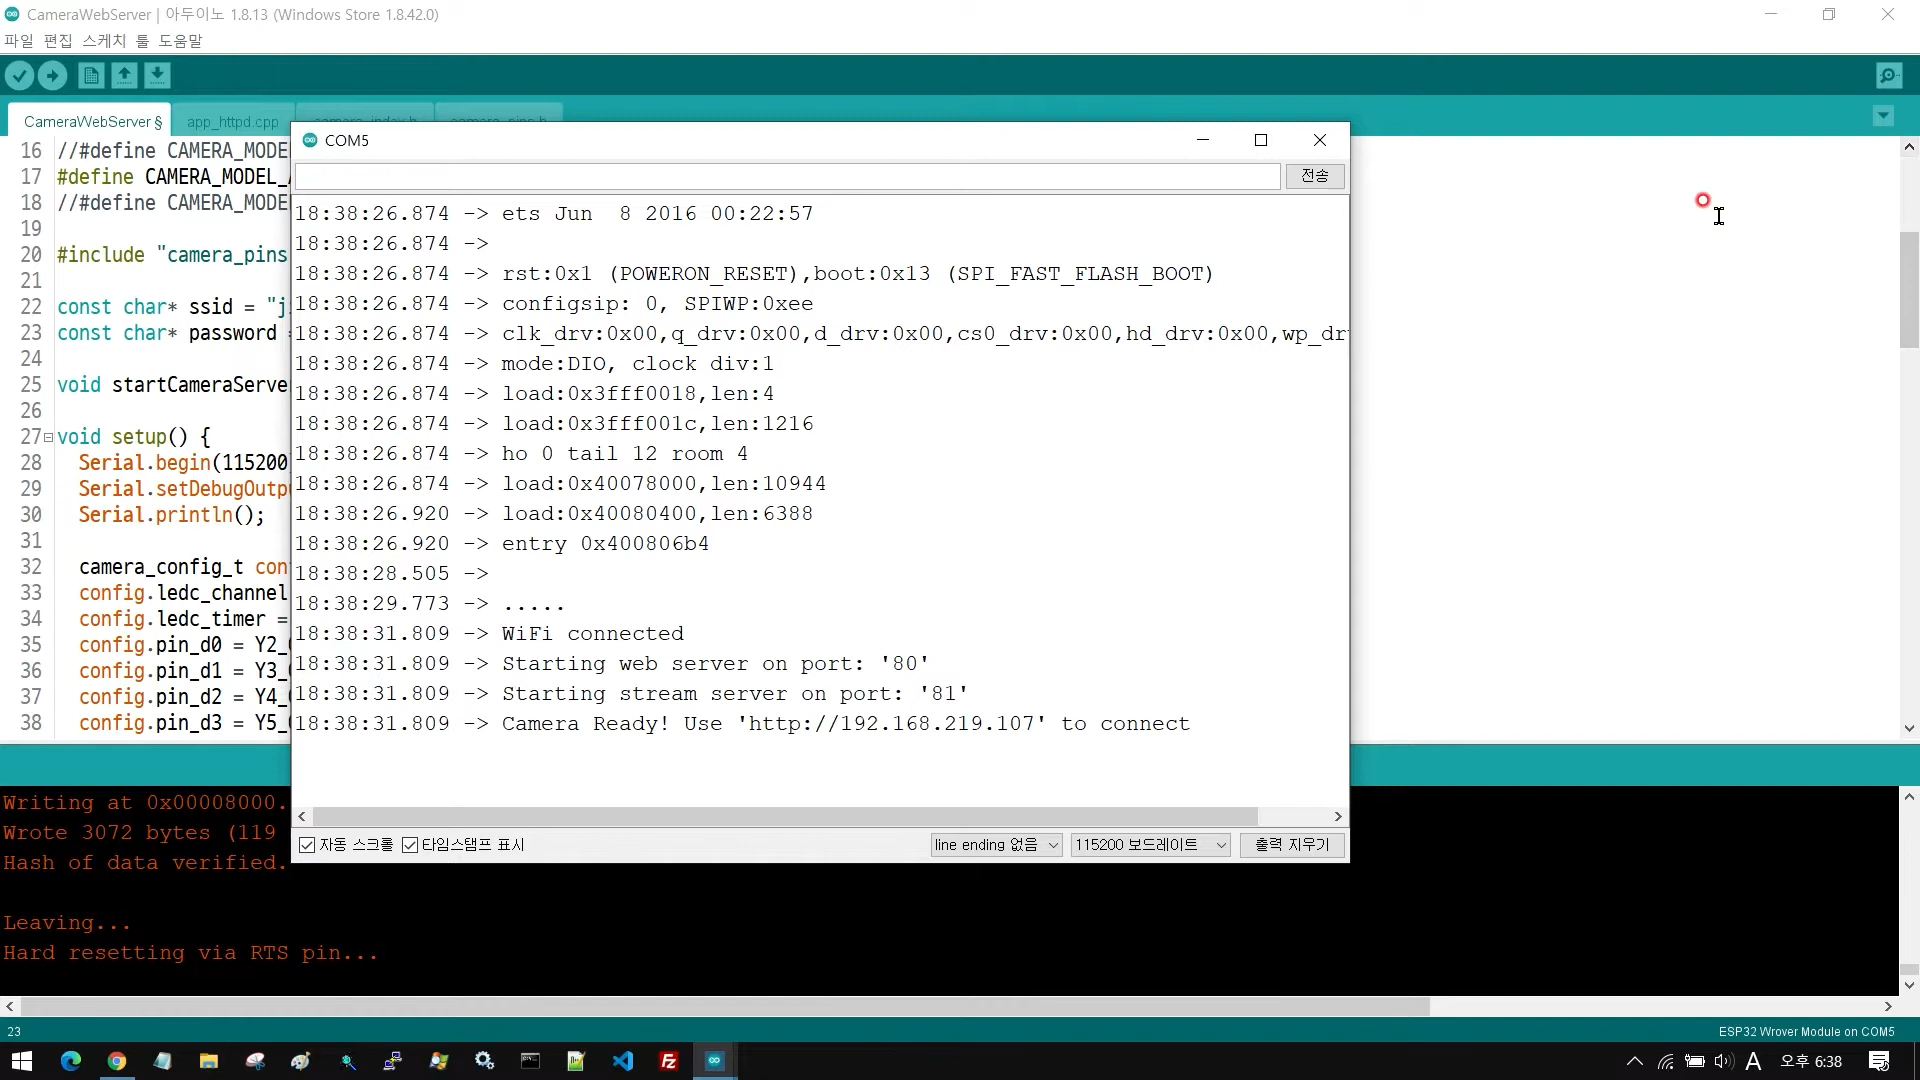 CameraWebServer | 아두이노 1.8.13 (Windows Store 1.8.42.0)
파일 편집 스케치 툴 도움말
CameraWebServer § app_httpd.cpp camera_index.h camera_pins.h
COM5
전송
16 //#define CAMERA_MODE
17 #define CAMERA_MODEL_
18 //#define CAMERA_MODE
19
20 #include "camera_pins
21
22 const char* ssid = "j
23 const char* password
24
25 void startCameraServe
26
27 void setup() {
28 Serial.begin(115200
29 Serial.setDebugOutp
30 Serial.println();
31
32 camera_config_t con
33 config.ledc_channel
34 config.ledc_timer =
35 config.pin_d0 = Y2_
36 config.pin_d1 = Y3_
37 config.pin_d2 = Y4_
38 config.pin_d3 = Y5_
18:38:26.874 -> ets Jun  8 2016 00:22:57
18:38:26.874 ->
18:38:26.874 -> rst:0x1 (POWERON_RESET),boot:0x13 (SPI_FAST_FLASH_BOOT)
18:38:26.874 -> configsip: 0, SPIWP:0xee
18:38:26.874 -> clk_drv:0x00,q_drv:0x00,d_drv:0x00,cs0_drv:0x00,hd_drv:0x00,wp_dr
18:38:26.874 -> mode:DIO, clock div:1
18:38:26.874 -> load:0x3fff0018,len:4
18:38:26.874 -> load:0x3fff001c,len:1216
18:38:26.874 -> ho 0 tail 12 room 4
18:38:26.874 -> load:0x40078000,len:10944
18:38:26.920 -> load:0x40080400,len:6388
18:38:26.920 -> entry 0x400806b4
18:38:28.505 ->
18:38:29.773 -> .....
18:38:31.809 -> WiFi connected
18:38:31.809 -> Starting web server on port: '80'
18:38:31.809 -> Starting stream server on port: '81'
18:38:31.809 -> Camera Ready! Use 'http://192.168.219.107' to connect
자동 스크롤 타임스탬프 표시 line ending 없음 115200 보드레이트 출력 지우기
Writing at 0x00008000.
Wrote 3072 bytes (119
Hash of data verified.
Leaving...
Hard resetting via RTS pin...
23
ESP32 Wrover Module on COM5
A 오후 6:38